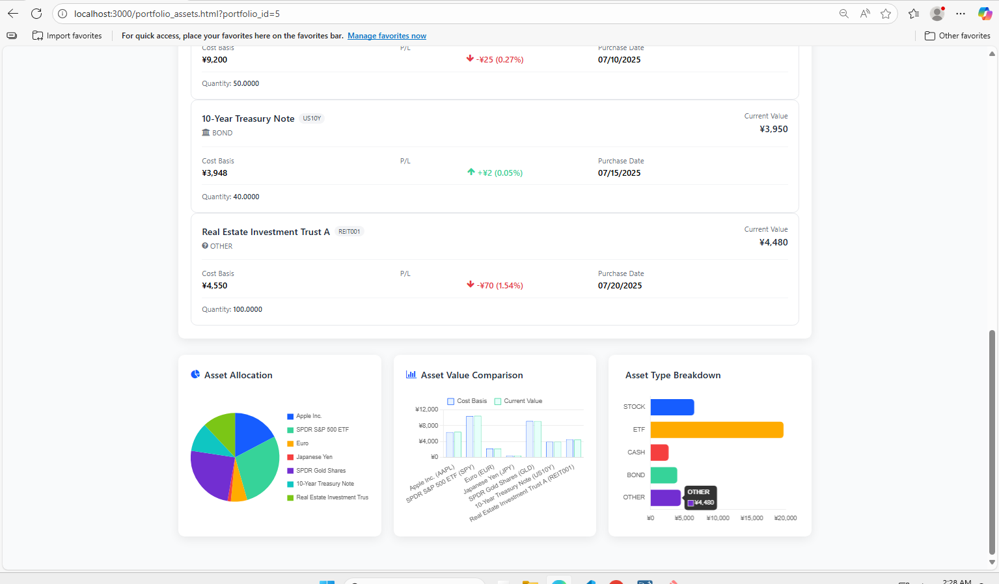 localhost:3000/portfolio_assets.html?portfolio_id=5
Import favorites
For quick access, place your favorites here on the favorites bar. Manage favorites now
Other favorites
Cost Basis P/L Purchase Date
¥9,200 -¥25 (0.27%) 07/10/2025
Quantity: 50.0000
10-Year Treasury Note US10Y Current Value
BOND ¥3,950
Cost Basis P/L Purchase Date
¥3,948 +¥2 (0.05%) 07/15/2025
Quantity: 40.0000
Real Estate Investment Trust A REIT001 Current Value
OTHER ¥4,480
Cost Basis P/L Purchase Date
¥4,550 -¥70 (1.54%) 07/20/2025
Quantity: 100.0000
Asset Allocation
Apple Inc.
SPDR S&P 500 ETF
Euro
Japanese Yen
SPDR Gold Shares
10-Year Treasury Note
Real Estate Investment Trus
Asset Value Comparison
Cost Basis Current Value
¥12,000
¥8,000
¥4,000
¥0
Apple Inc. (AAPL)
SPDR S&P 500 ETF (SPY)
Euro (EUR)
Japanese Yen (JPY)
SPDR Gold Shares (GLD)
10-Year Treasury Note (US10Y)
Real Estate Investment Trust A (REIT001)
Asset Type Breakdown
STOCK
ETF
CASH
BOND
OTHER
OTHER
¥4,480
¥0 ¥5,000 ¥10,000 ¥15,000 ¥20,000
2:28 AM